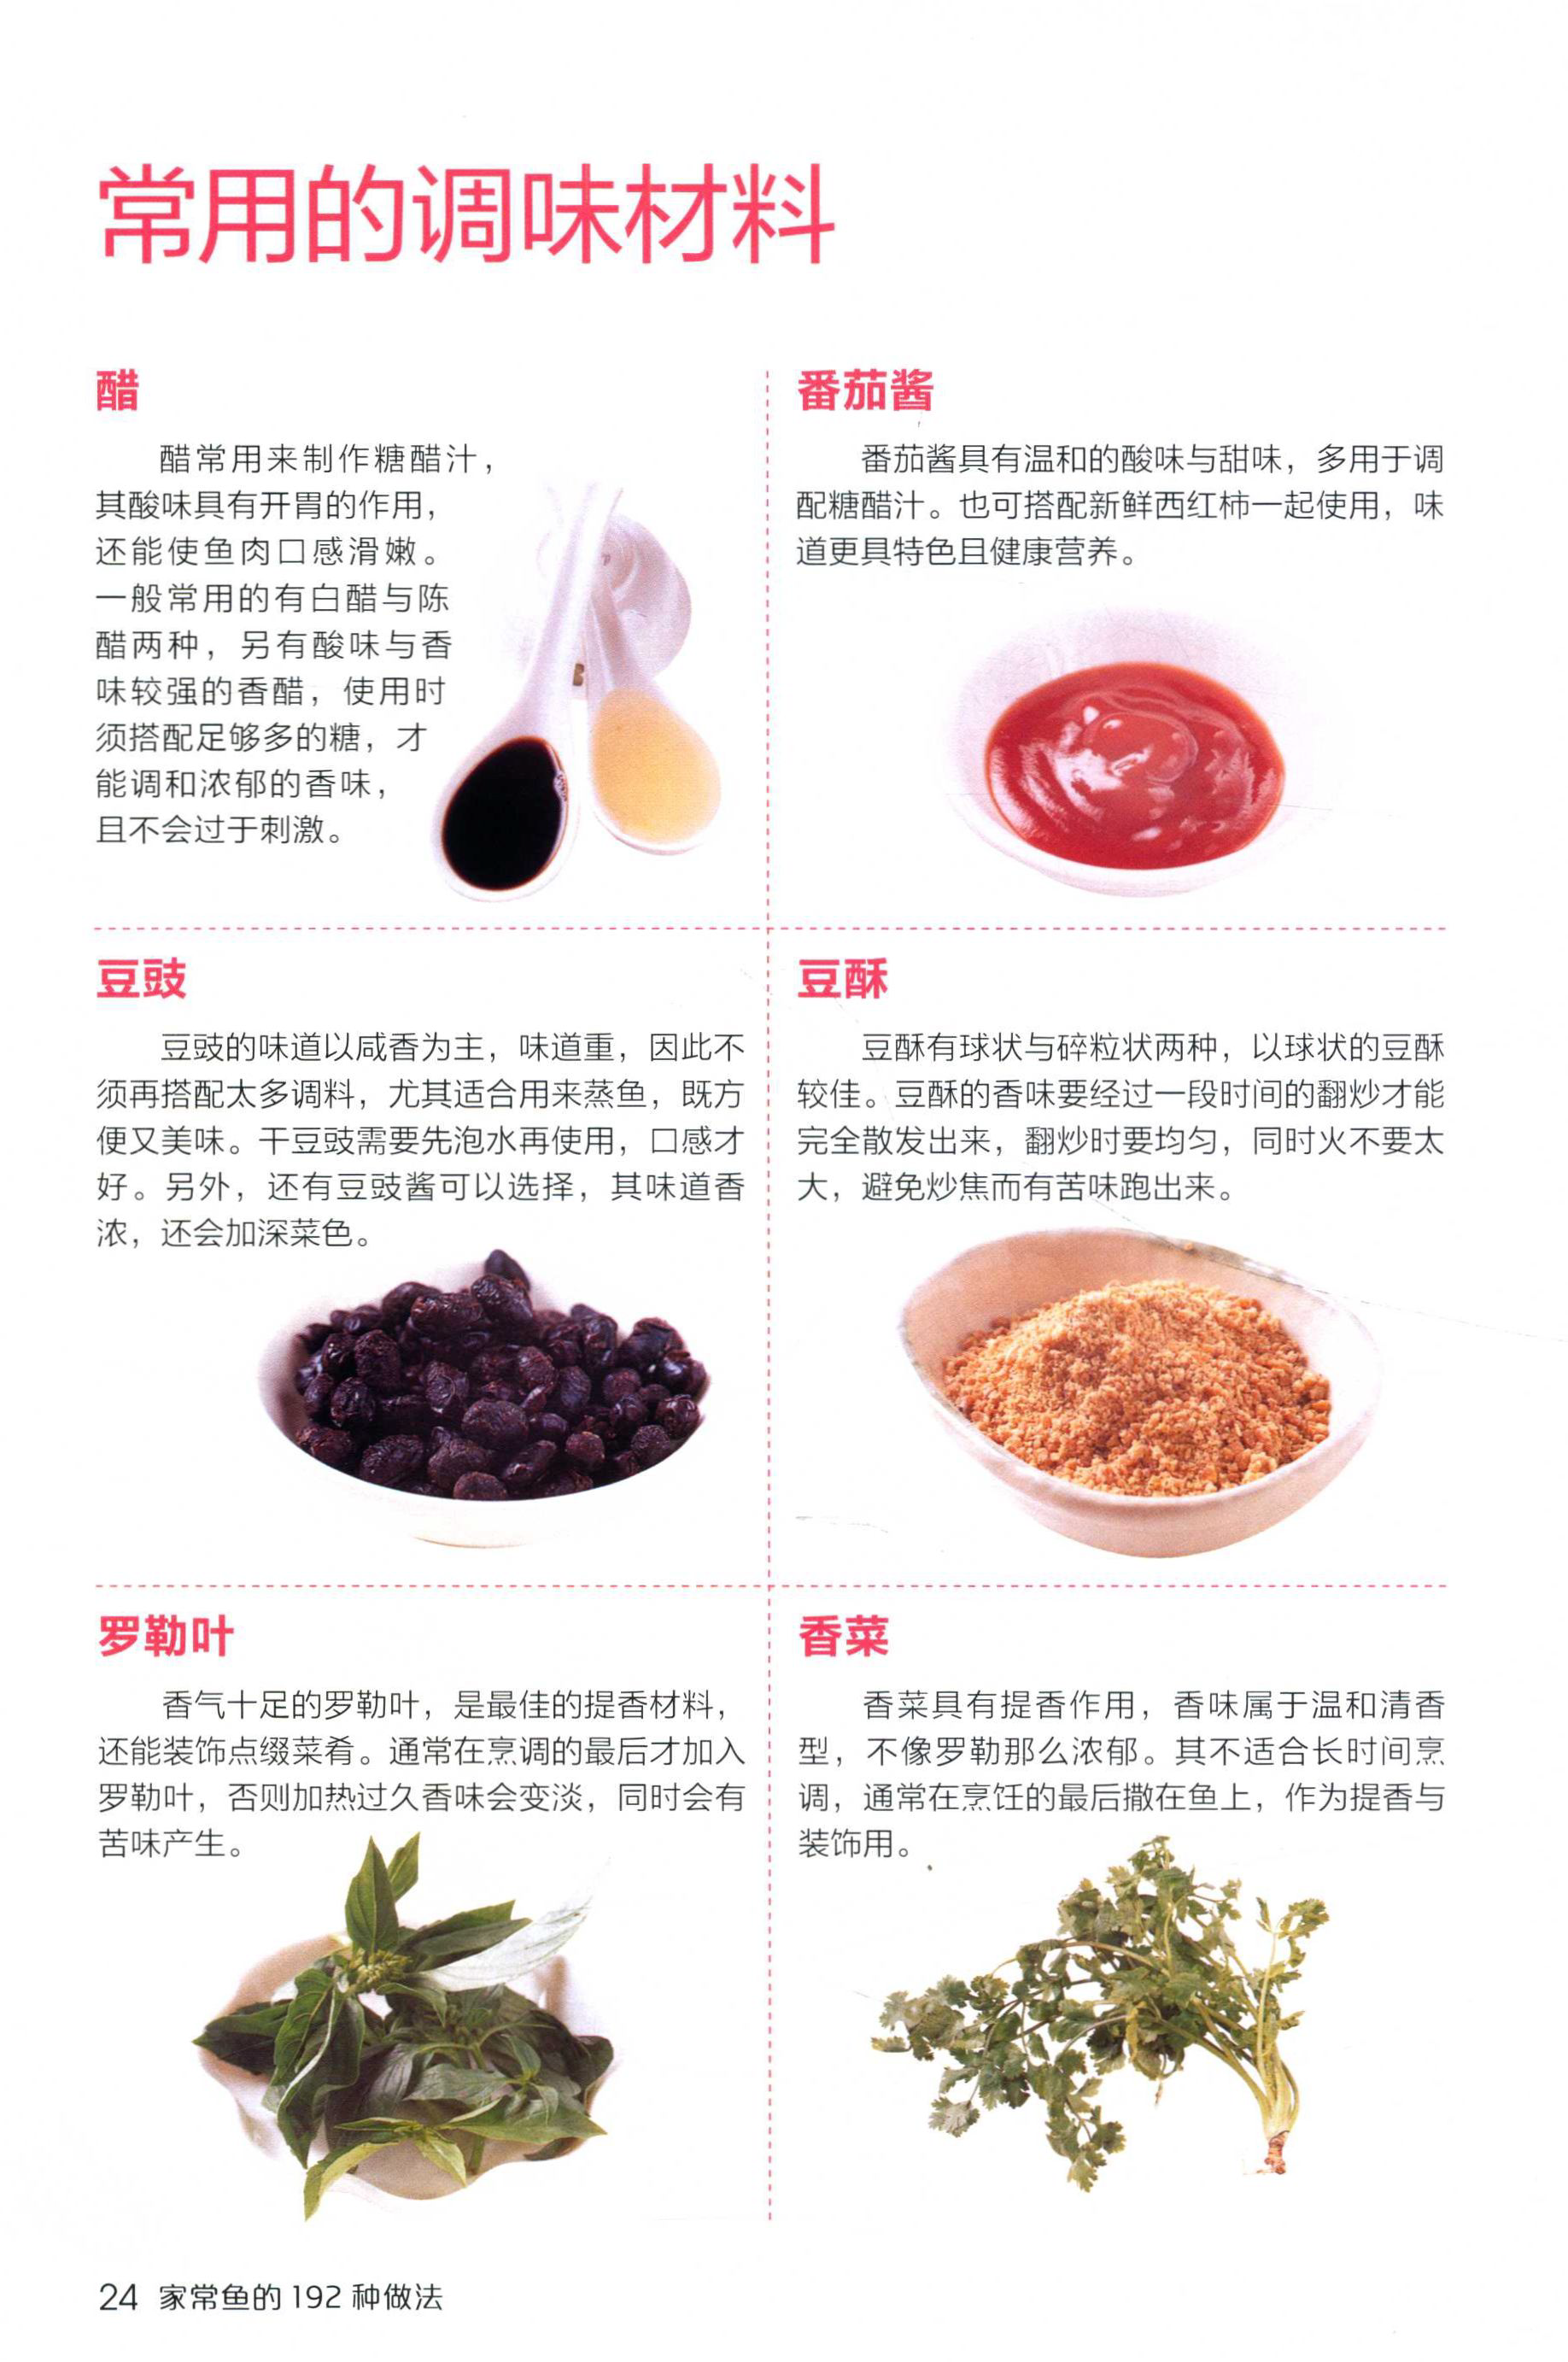 常用的调味材料
醋
醋常用来制作糖醋汁，
其酸味具有开胃的作用，
还能使鱼肉口感滑嫩。
一般常用的有白醋与陈
醋两种，另有酸味与香
味较强的香醋，使用时
须搭配足够多的糖，才
能调和浓郁的香味，
且不会过于刺激。
番茄酱
番茄酱具有温和的酸味与甜味，多用于调
配糖醋汁。也可搭配新鲜西红柿一起使用，味
道更具特色且健康营养。
豆豉
豆豉的味道以咸香为主，味道重，因此不
须再搭配太多调料，尤其适合用来蒸鱼，既方
便又美味。干豆豉需要先泡水再使用，口感才
好。另外，还有豆豉酱可以选择，其味道香
浓，还会加深菜色。
豆酥
豆酥有球状与碎粒状两种，以球状的豆酥
较佳。豆酥的香味要经过一段时间的翻炒才能
完全散发出来，翻炒时要均匀，同时火不要太
大，避免炒焦而有苦味跑出来。
罗勒叶
香气十足的罗勒叶，是最佳的提香材料，
还能装饰点缀菜肴。通常在烹调的最后才加入
罗勒叶，否则加热过久香味会变淡，同时会有
苦味产生。
香菜
香菜具有提香作用，香味属于温和清香
型，不像罗勒那么浓郁。其不适合长时间烹
调，通常在烹饪的最后撒在鱼上，作为提香与
装饰用。
24 家常鱼的 192 种做法